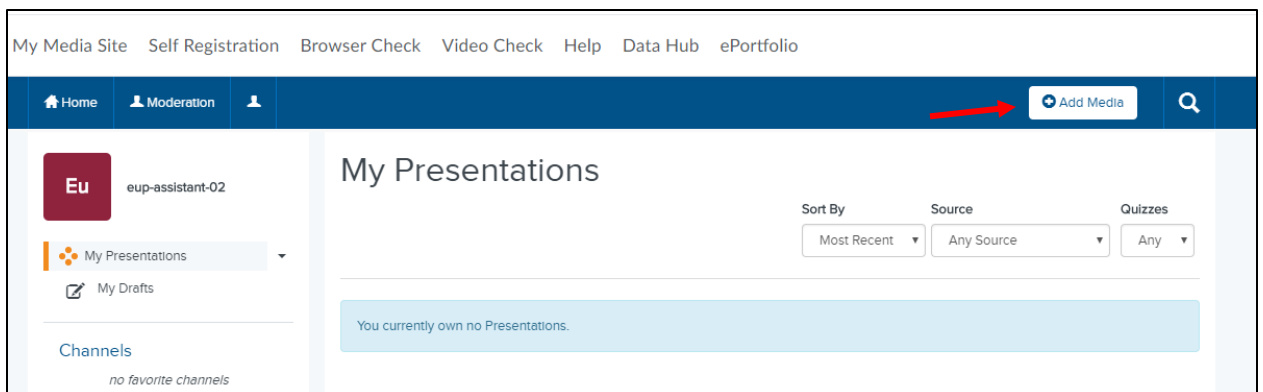 My Media Site Self Registration Browser Check Video Check Help Data Hub ePortfolio
Home Moderation Add Media
Eu eup-assistant-02
My Presentations
My Drafts
Channels
no favorite channels
My Presentations
Sort By Source Quizzes
Most Recent Any Source Any
You currently own no Presentations.